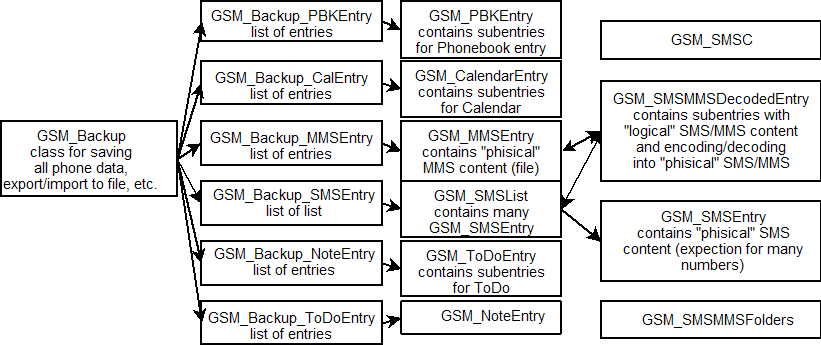 GSM_Backup
class for saving
all phone data,
export/import to file, etc.
GSM_Backup_PBKEntry
list of entries
GSM_Backup_CalEntry
list of entries
GSM_Backup_MMSEntry
list of entries
GSM_Backup_SMSEntry
list of list
GSM_Backup_NoteEntry
list of entries
GSM_Backup_ToDoEntry
list of entries
GSM_PBKEntry
contains subentries
for Phonebook entry
GSM_CalendarEntry
contains subentries
for Calendar
GSM_MMSEntry
contains "phisical"
MMS content (file)
GSM_SMSList
contains many
GSM_SMSEntry
GSM_ToDoEntry
contains subentries
for ToDo
GSM_NoteEntry
GSM_SMSC
GSM_SMSMMSDecodedEntry
contains subentries with
"logical" SMS/MMS content
and encoding/decoding
into "phisical" SMS/MMS
GSM_SMSEntry
contains "phisical" SMS
content (expection for many
numbers)
GSM_SMSMMSFolders